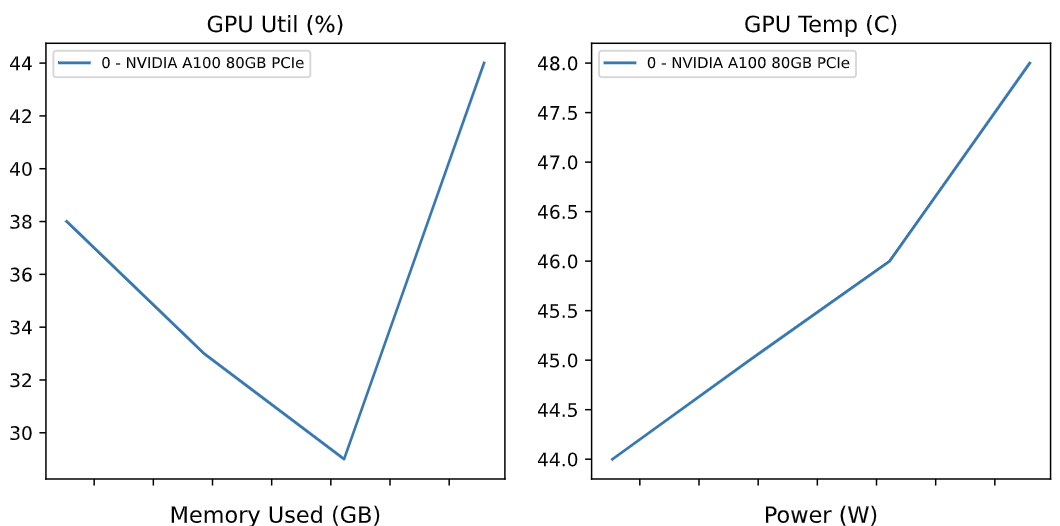 GPU Util (%)
0 - NVIDIA A100 80GB PCIe
44
42
40
38
36
34
32
30
Memory Used (GB)
GPU Temp (C)
0 - NVIDIA A100 80GB PCIe
48.0
47.5
47.0
46.5
46.0
45.5
45.0
44.5
44.0
Power (W)